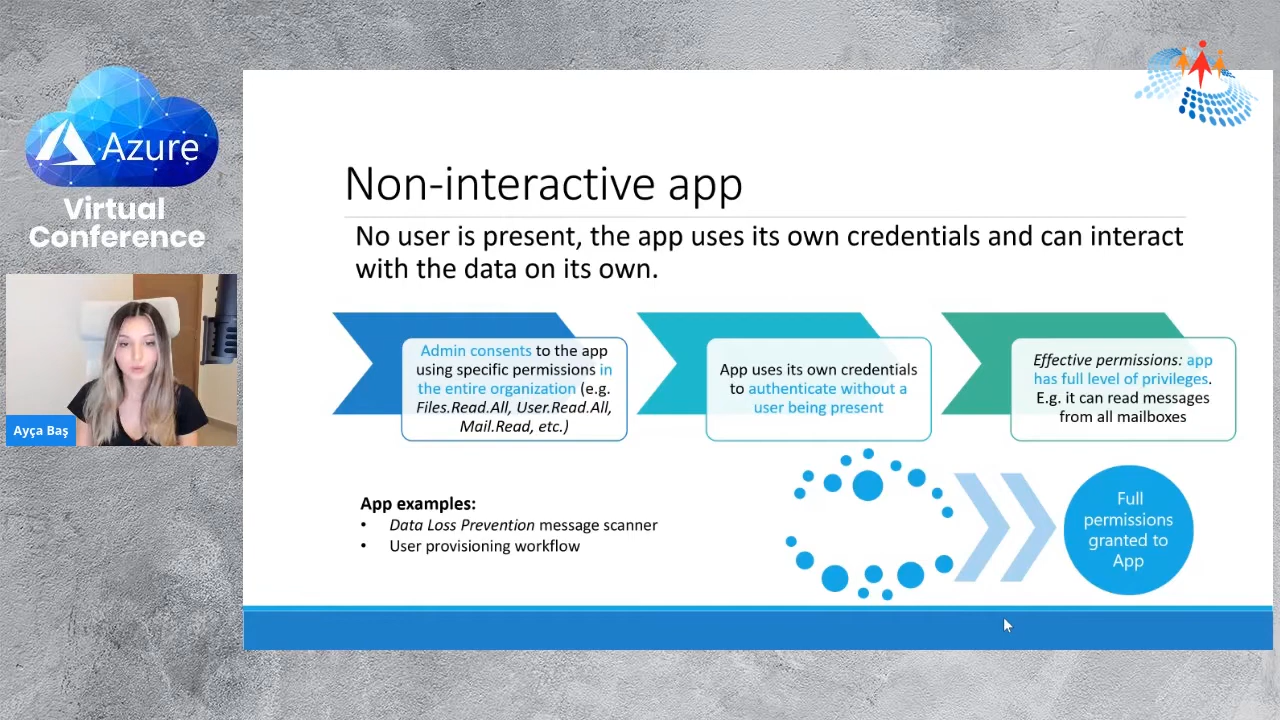 Azure
Virtual
Conference
Ayça Baş
Non-interactive app
No user is present, the app uses its own credentials and can interact
with the data on its own.
Admin consents to the app
using specific permissions in
the entire organization (e.g.
Files.Read.All, User.Read.All,
Mail.Read, etc.)
App uses its own credentials
to authenticate without a
user being present
Effective permissions: app
has full level of privileges.
E.g. it can read messages
from all mailboxes
App examples:
• Data Loss Prevention message scanner
• User provisioning workflow
Full
permissions
granted to
App